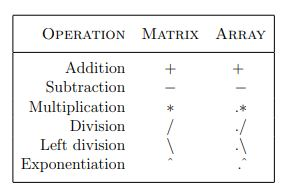 OPERATION MATRIX ARRAY
Addition + +
Subtraction − −
Multiplication ∗ .∗
Division / ./
Left division \ .\
Exponentiation ^ .^